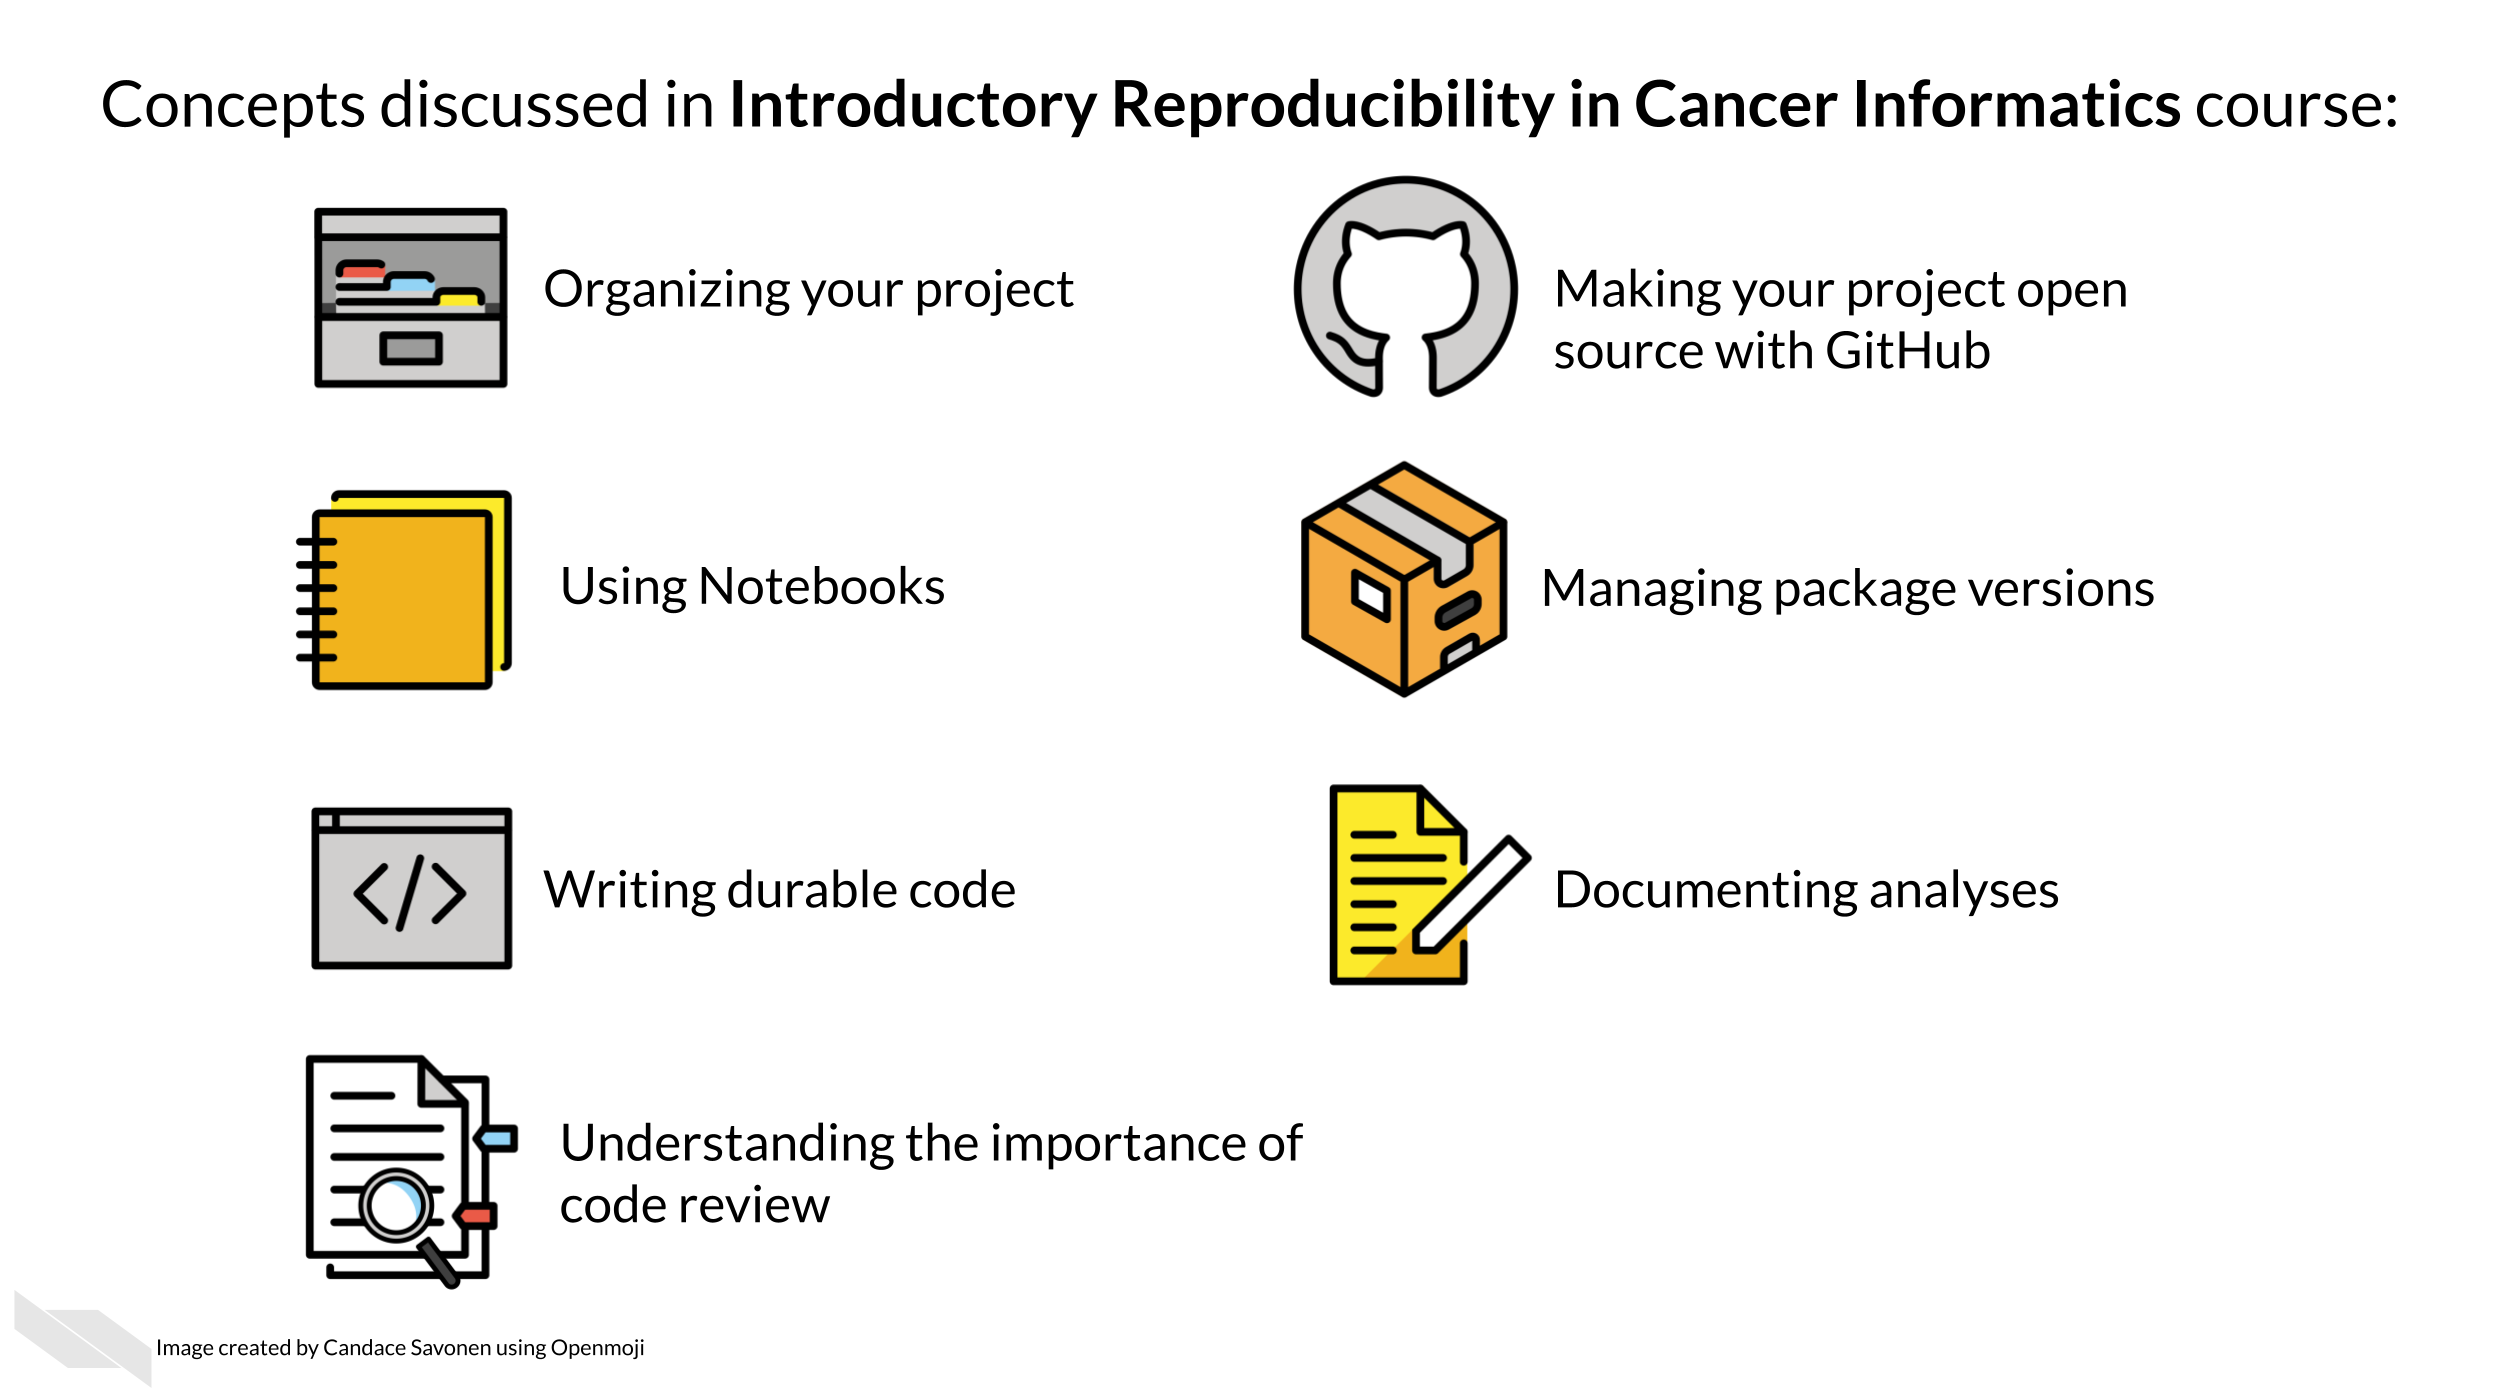 Concepts discussed in Introductory Reproducibility in Cancer Informatics course:
Organizing your project
Making your project open
source with GitHub
Using Notebooks
Managing package versions
Writing durable code
Documenting analyses
Understanding the importance of
code review
Image created by Candace Savonen using Openmoji